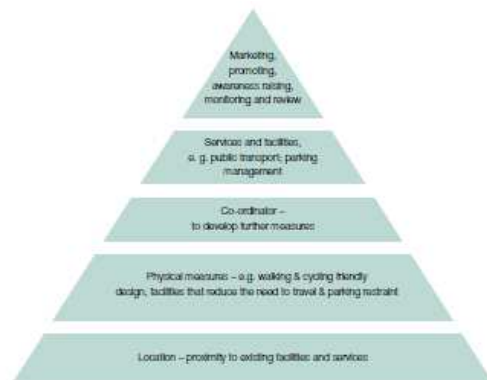 Marketing,
promoting,
awareness raising,
monitoring and review
Services and facilities,
e. g. public transport; parking
management
Co-ordinator –
to develop further measures
Physical measures – e.g. walking & cycling friendly
design, facilities that reduce the need to travel & parking restraint
Location – proximity to existing facilities and services